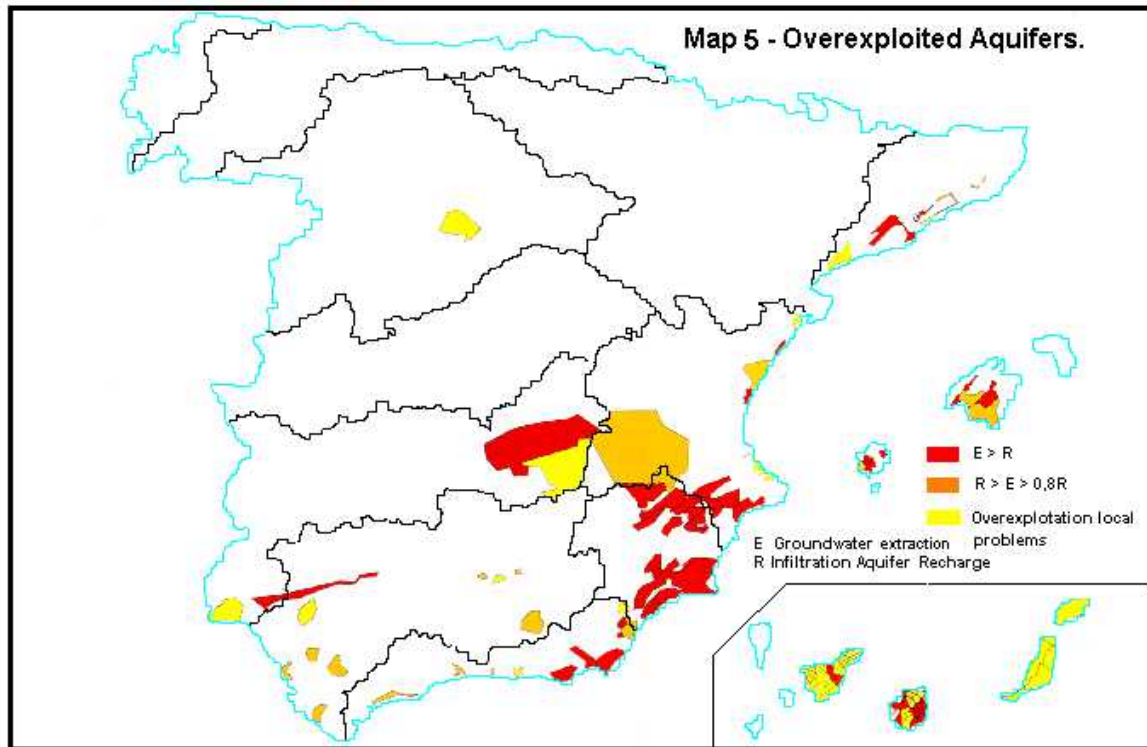 Map 5 - Overexploited Aquifers.
E > R
R > E > 0,8R
Overexplotation local
problems
E Groundwater extraction
R Infiltration Aquifer Recharge